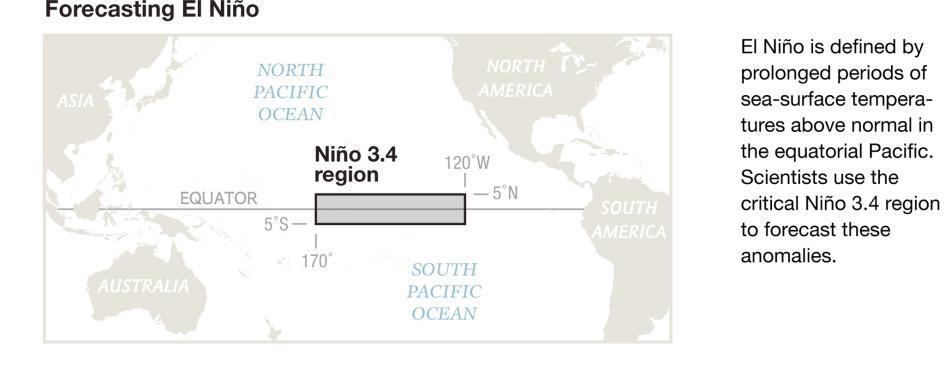 Forecasting El Niño
NORTH
PACIFIC
OCEAN
NORTH
AMERICA
ASIA
Niño 3.4
region
120˚W
5˚N
EQUATOR
5˚S
170˚
SOUTH
AMERICA
AUSTRALIA
SOUTH
PACIFIC
OCEAN
El Niño is defined by
prolonged periods of
sea-surface tempera-
tures above normal in
the equatorial Pacific.
Scientists use the
critical Niño 3.4 region
to forecast these
anomalies.